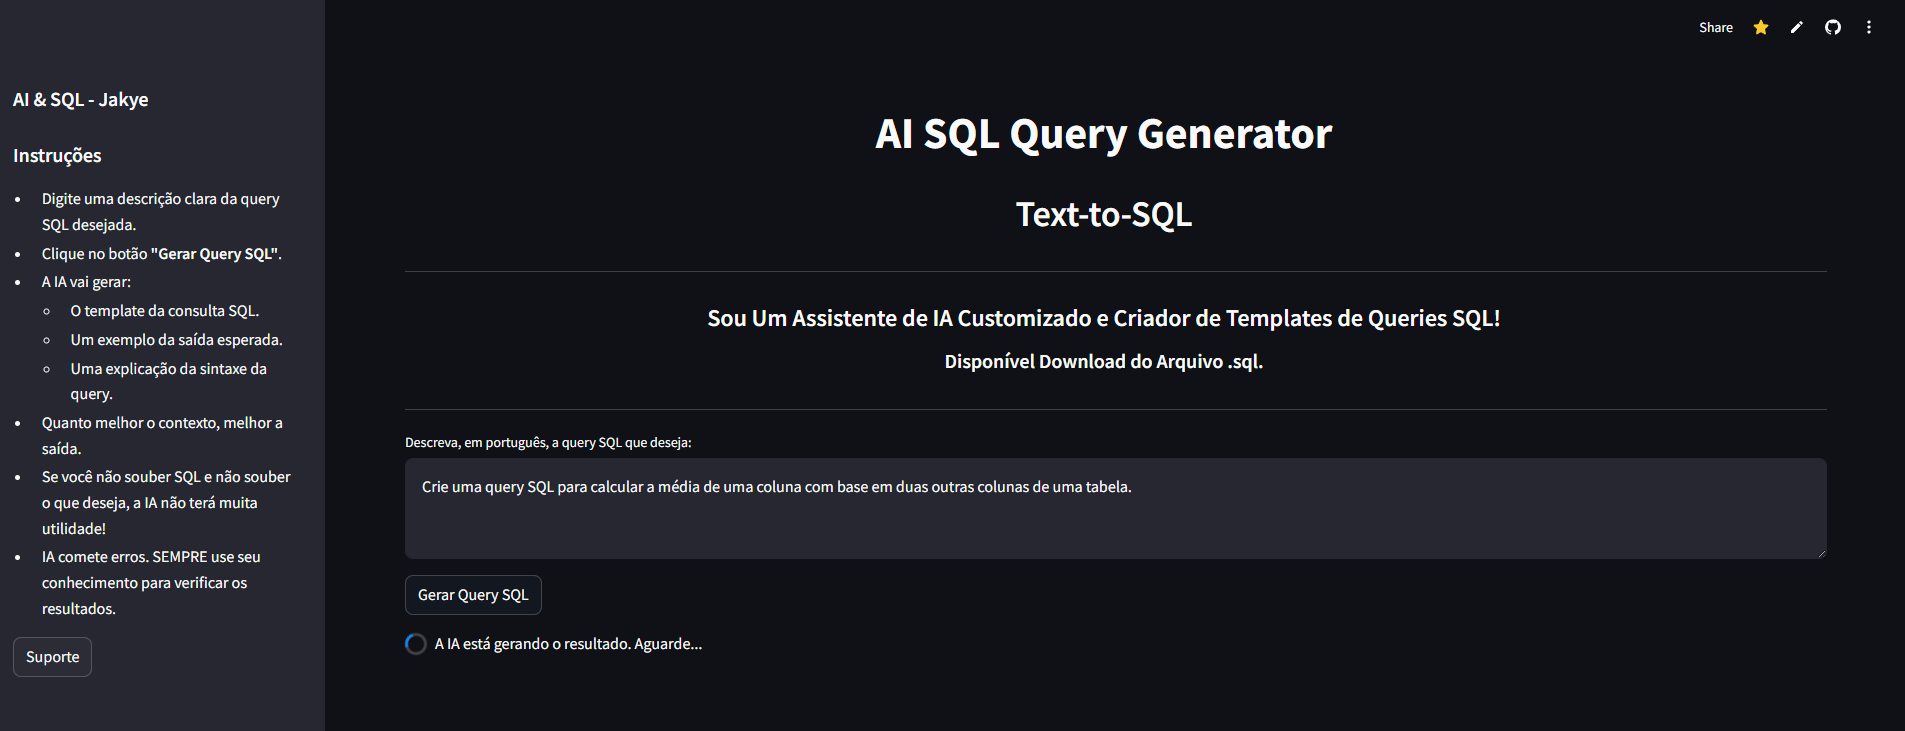 Share
AI & SQL - Jakye
Instruções
Digite uma descrição clara da query
SQL desejada.
Clique no botão "Gerar Query SQL".
A IA vai gerar:
O template da consulta SQL.
Um exemplo da saída esperada.
Uma explicação da sintaxe da
query.
Quanto melhor o contexto, melhor a
saída.
Se você não souber SQL e não souber
o que deseja, a IA não terá muita
utilidade!
IA comete erros. SEMPRE use seu
conhecimento para verificar os
resultados.
Suporte
AI SQL Query Generator
Text-to-SQL
Sou Um Assistente de IA Customizado e Criador de Templates de Queries SQL!
Disponível Download do Arquivo .sql.
Descreva, em português, a query SQL que deseja:
Crie uma query SQL para calcular a média de uma coluna com base em duas outras colunas de uma tabela.
Gerar Query SQL
A IA está gerando o resultado. Aguarde...